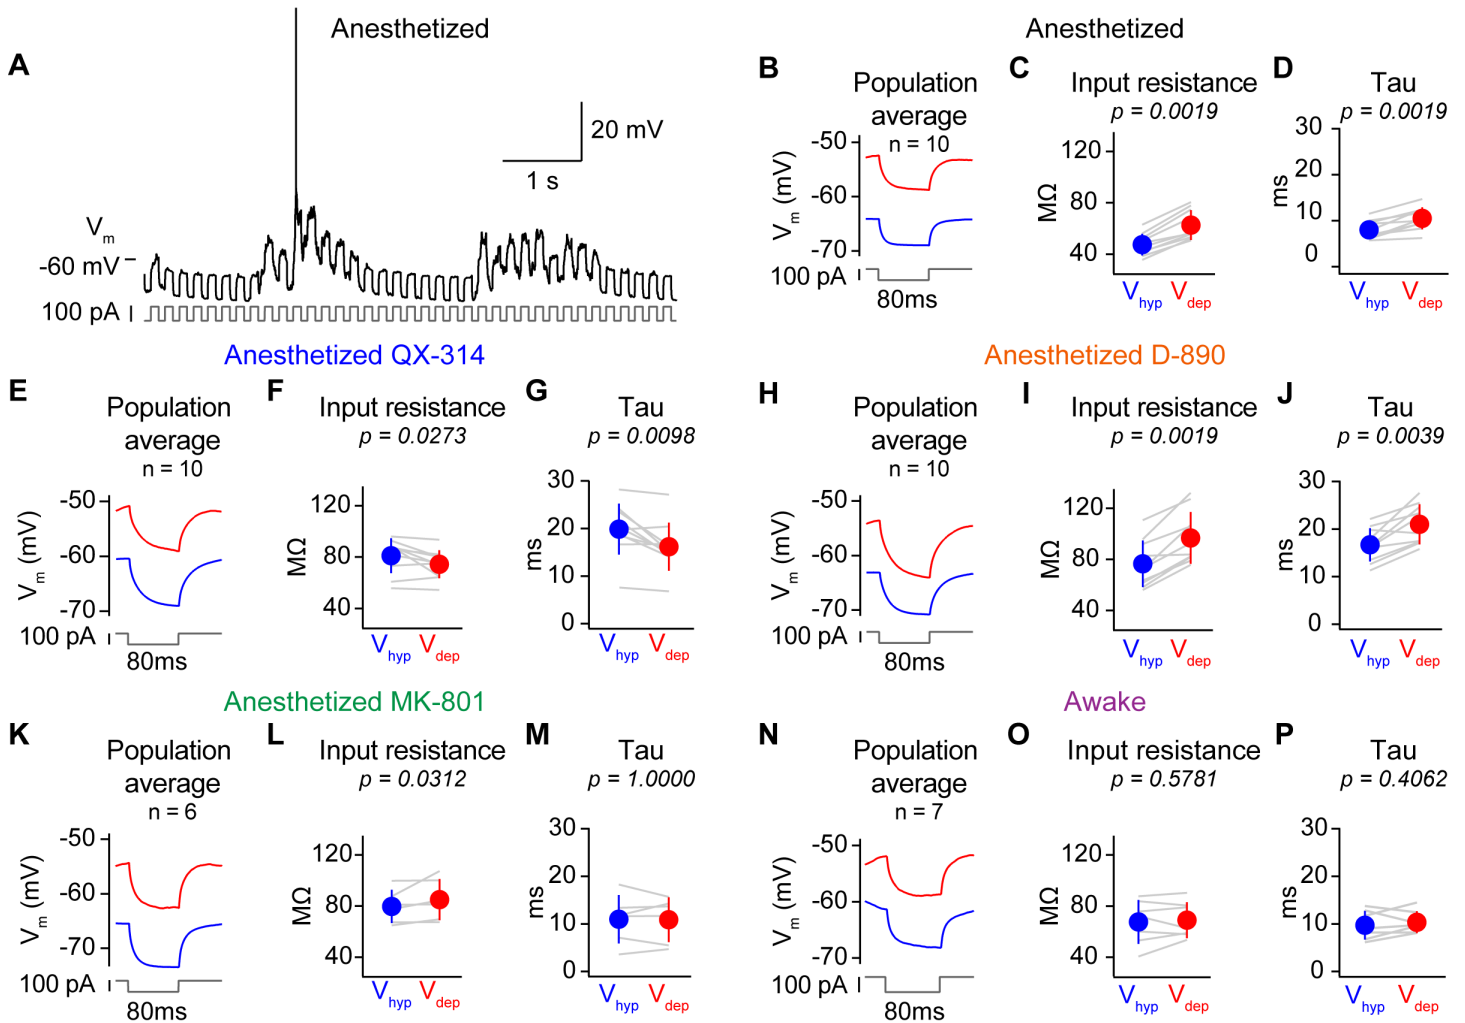 Anesthetized
A
20 mV
1 s
Vm
-60 mV
100 pA
Anesthetized
B
Population
average
n = 10
-50
-60
-70
Vm (mV)
100 pA
80ms
C
Input resistance
p = 0.0019
120
80
40
MΩ
Vhyp Vdep
D
Tau
p = 0.0019
30
20
10
0
ms
Vhyp Vdep
Anesthetized QX-314
E
Population
average
n = 10
-50
-60
-70
Vm (mV)
100 pA
80ms
F
Input resistance
p = 0.0273
120
80
40
MΩ
Vhyp Vdep
G
Tau
p = 0.0098
30
20
10
0
ms
Vhyp Vdep
Anesthetized D-890
H
Population
average
n = 10
-50
-60
-70
Vm (mV)
100 pA
80ms
I
Input resistance
p = 0.0019
120
80
40
MΩ
Vhyp Vdep
J
Tau
p = 0.0039
30
20
10
0
ms
Vhyp Vdep
Anesthetized MK-801
K
Population
average
n = 6
-50
-60
-70
Vm (mV)
100 pA
80ms
L
Input resistance
p = 0.0312
120
80
40
MΩ
Vhyp Vdep
M
Tau
p = 1.0000
30
20
10
0
ms
Vhyp Vdep
Awake
N
Population
average
n = 7
-50
-60
-70
Vm (mV)
100 pA
80ms
O
Input resistance
p = 0.5781
120
80
40
MΩ
Vhyp Vdep
P
Tau
p = 0.4062
30
20
10
0
ms
Vhyp Vdep